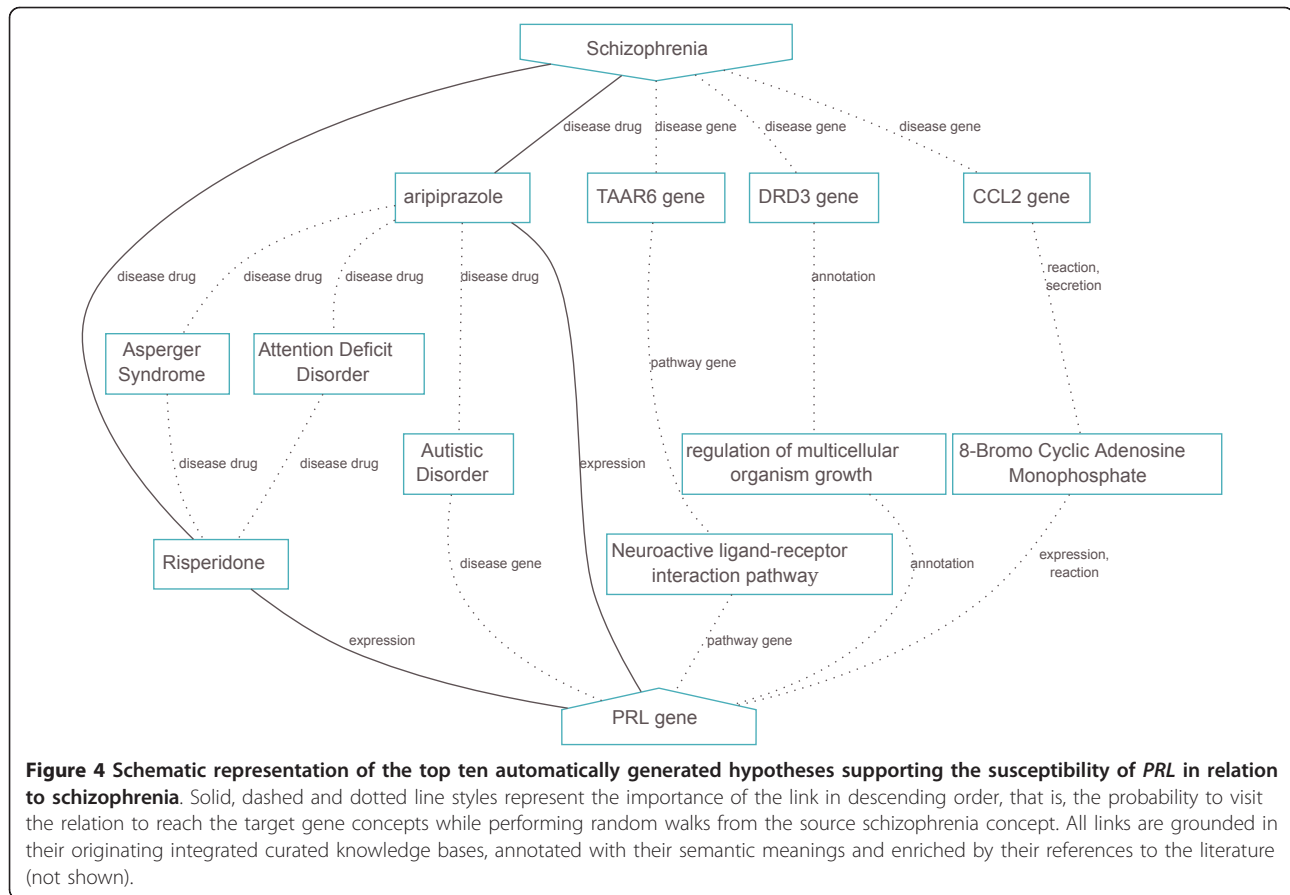 Schizophrenia
disease drug
disease gene
disease gene
disease gene
aripiprazole
TAAR6 gene
DRD3 gene
CCL2 gene
disease drug
disease drug
disease drug
disease drug
annotation
reaction,
secretion
Asperger
Syndrome
Attention Deficit
Disorder
pathway gene
disease drug
disease drug
Autistic
Disorder
expression
regulation of multicellular
organism growth
8-Bromo Cyclic Adenosine
Monophosphate
Risperidone
disease gene
Neuroactive ligand-receptor
interaction pathway
annotation
expression,
reaction
expression
pathway gene
PRL gene
Figure 4 Schematic representation of the top ten automatically generated hypotheses supporting the susceptibility of PRL in relation
to schizophrenia. Solid, dashed and dotted line styles represent the importance of the link in descending order, that is, the probability to visit
the relation to reach the target gene concepts while performing random walks from the source schizophrenia concept. All links are grounded in
their originating integrated curated knowledge bases, annotated with their semantic meanings and enriched by their references to the literature
(not shown).